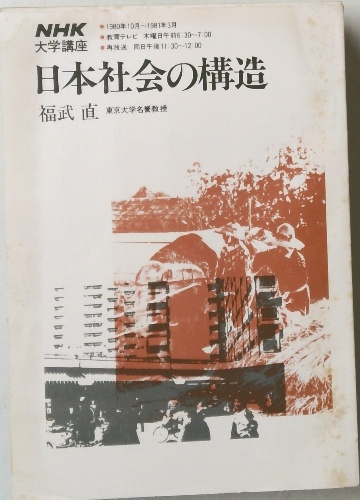 NHK
大学講座
●1980年10月~1981年3月
●教育テレビ 木曜日午前6:30~7:00
●再放送 同日午後11:30~12:00
日本社会の構造
福武 直 東京大学名誉教授